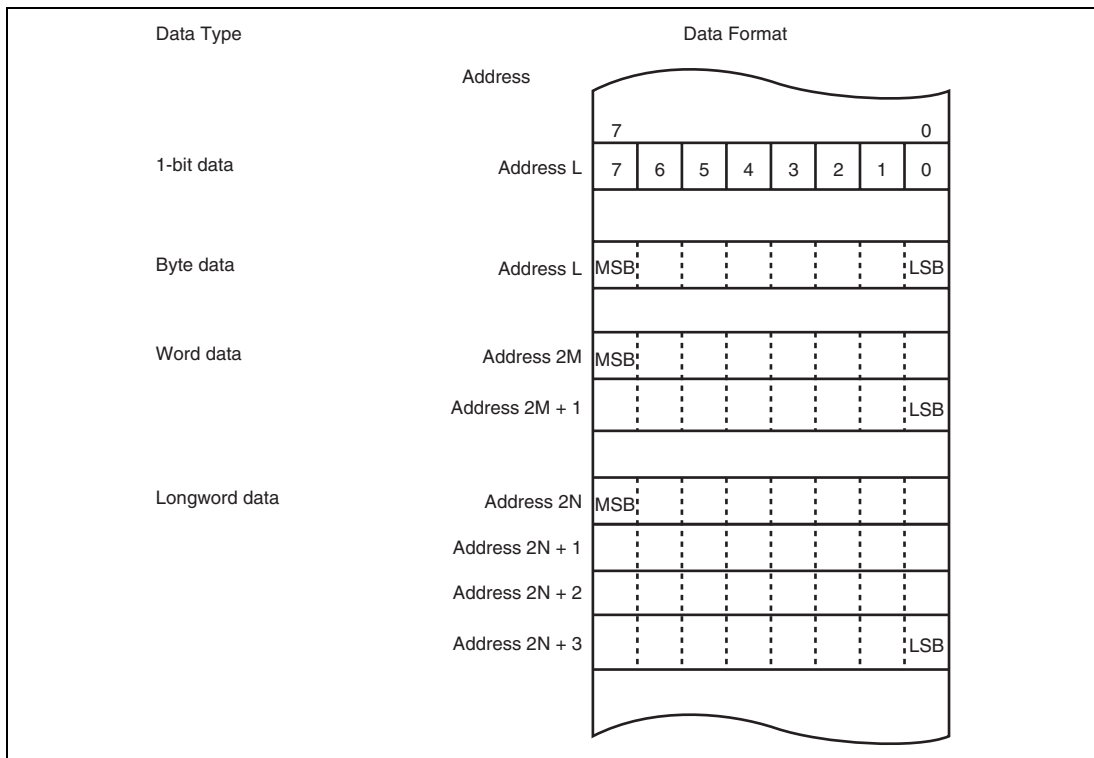 Data Type Data Format
Address
7 0
1-bit data Address L 7 6 5 4 3 2 1 0
Byte data Address L MSB LSB
Word data Address 2M MSB
Address 2M + 1 LSB
Longword data Address 2N MSB
Address 2N + 1
Address 2N + 2
Address 2N + 3 LSB